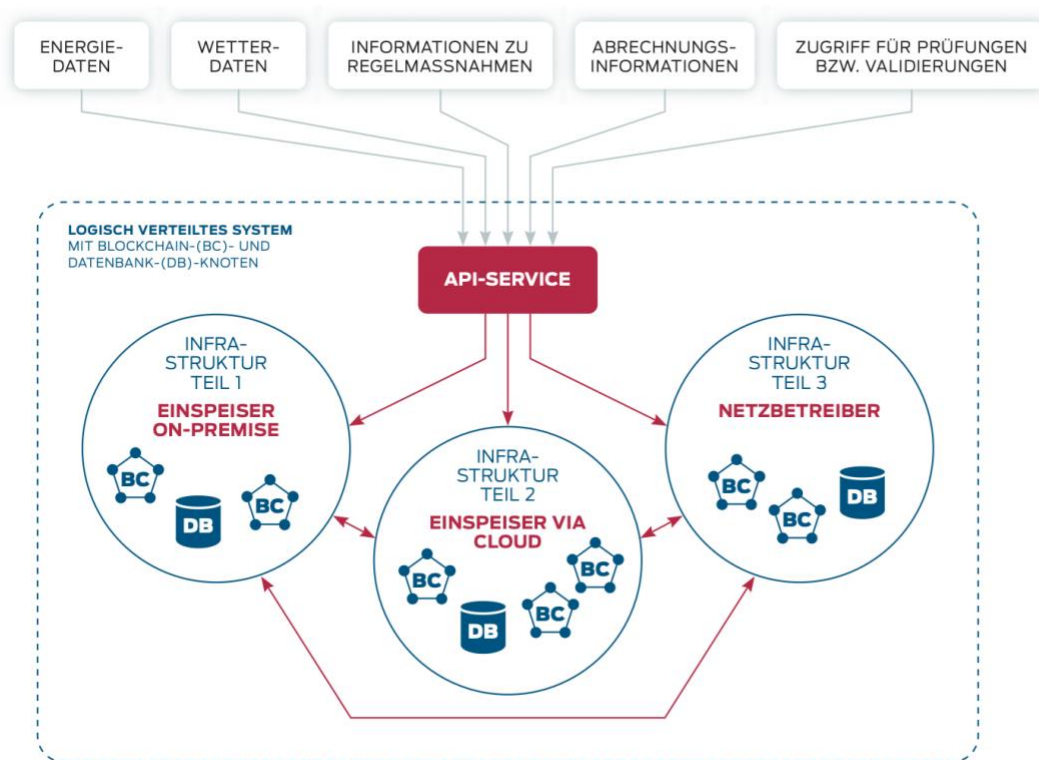 ENERGIE-
DATEN
WETTER-
DATEN
INFORMATIONEN ZU
REGELMASSNAHMEN
ABRECHNUNGS-
INFORMATIONEN
ZUGRIFF FÜR PRÜFUNGEN
BZW. VALIDIERUNGEN
LOGISCH VERTEILTES SYSTEM
MIT BLOCKCHAIN-(BC)- UND
DATENBANK-(DB)-KNOTEN
API-SERVICE
INFRA-
STRUKTUR
TEIL 1
EINSPEISER
ON-PREMISE
BC
DB
BC
INFRA-
STRUKTUR
TEIL 2
EINSPEISER VIA
CLOUD
BC
DB
BC
BC
INFRA-
STRUKTUR
TEIL 3
NETZBETREIBER
BC
BC
DB